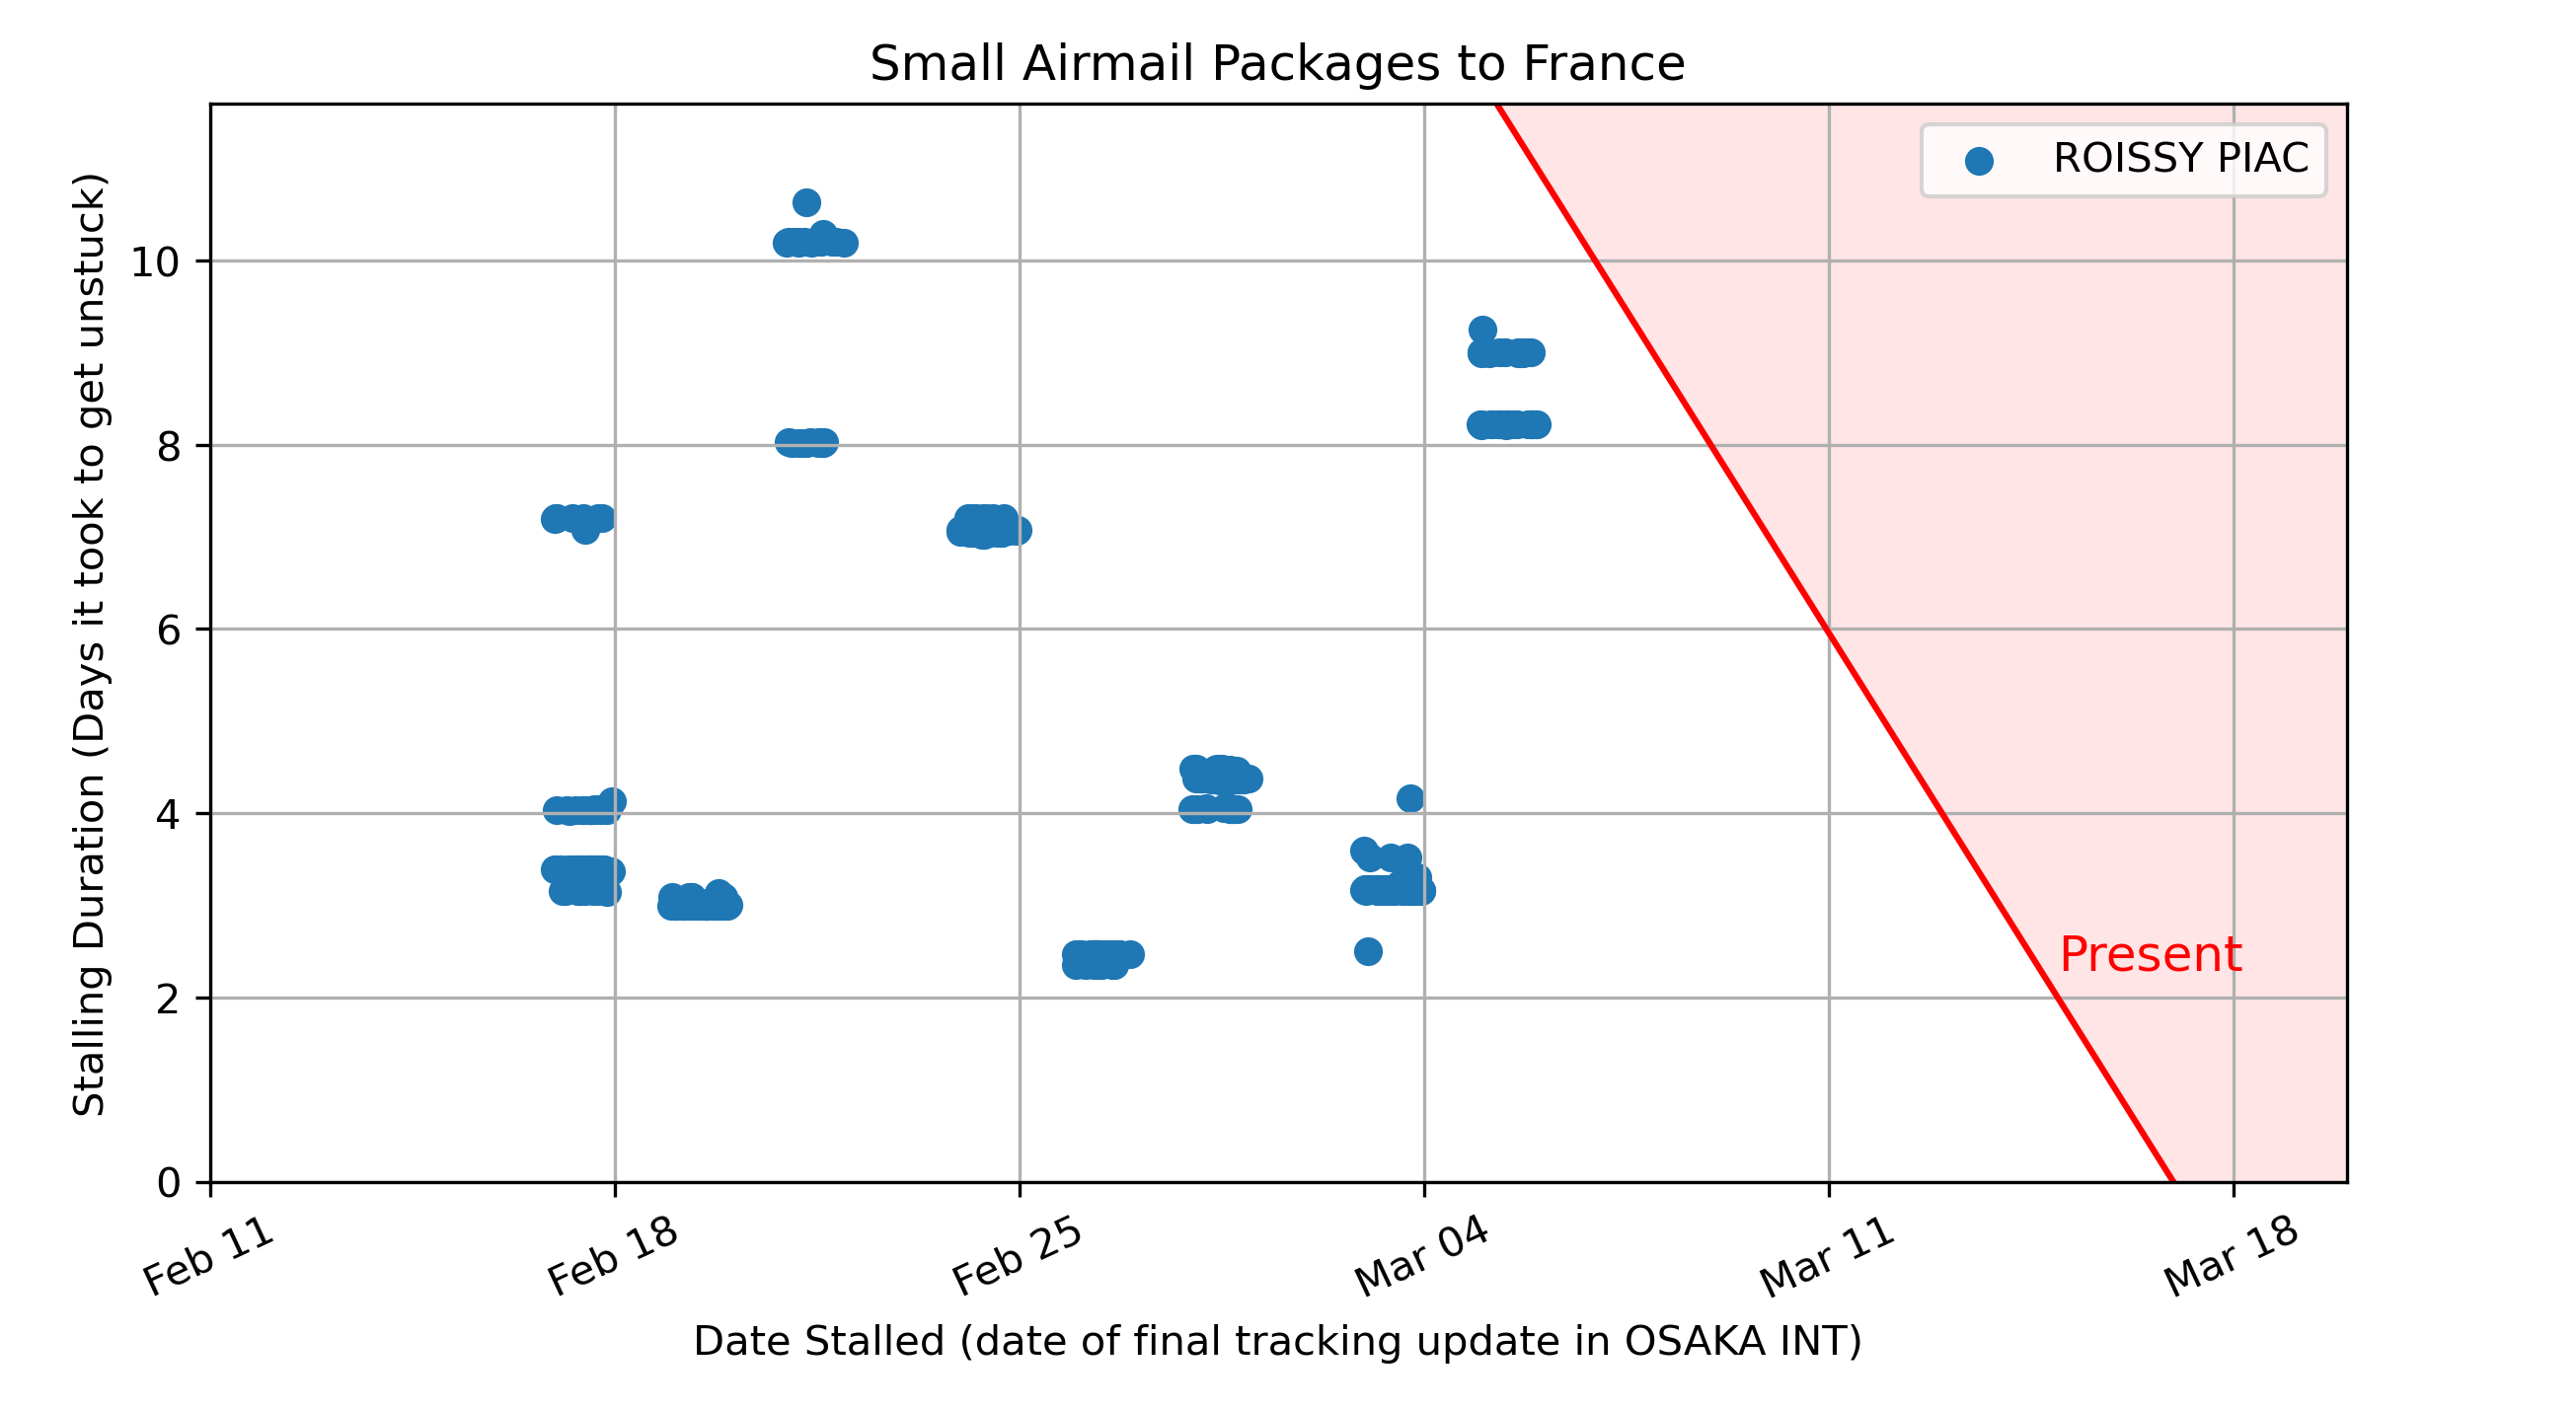 Small Airmail Packages to France
ROISSY PIAC
Stalling Duration (Days it took to get unstuck)
10
8
6
4
2
0
Present
Feb 11
Feb 18
Feb 25
Mar 04
Mar 11
Mar 18
Date Stalled (date of final tracking update in OSAKA INT)